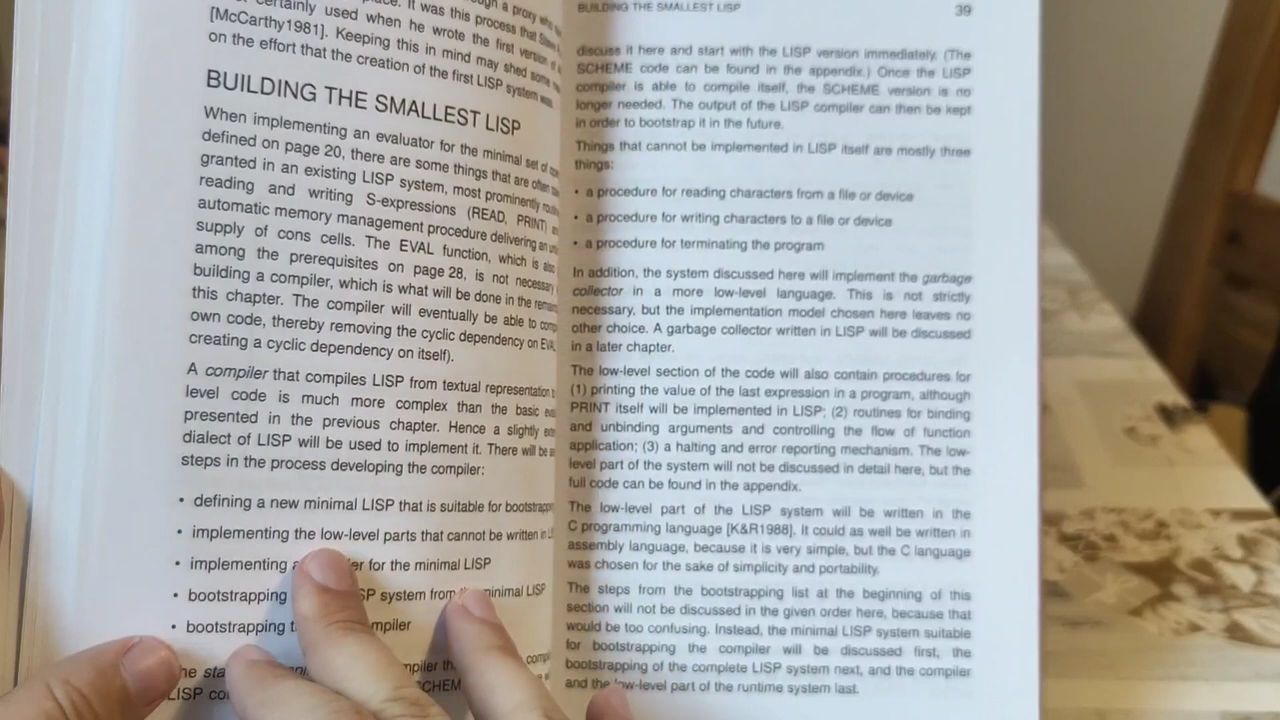 ough a proxy
certainly used when he wrote the first version
place. It was this process that
[McCarthy1981]. Keeping this in mind may shed some
on the effort that the creation of the first LISP system was
BUILDING THE SMALLEST LISP
When implementing an evaluator for the minimal set of
defined on page 20, there are some things that are often
granted in an existing LISP system, most prominently
reading and writing S-expressions (READ, PRINT)
automatic memory management procedure delivering an
supply of cons cells. The EVAL function, which is also
among the prerequisites on page 28, is not necessary
building a compiler, which is what will be done in the
this chapter. The compiler will eventually be able to
own code, thereby removing the cyclic dependency on EVAL
creating a cyclic dependency on itself).
A compiler that compiles LISP from textual representation
level code is much more complex than the basic
presented in the previous chapter. Hence a slightly
dialect of LISP will be used to implement it. There will be
steps in the process developing the compiler:
• defining a new minimal LISP that is suitable for
• implementing the low-level parts that cannot be written in
• implementing for the minimal LISP
• bootstrapping system from minimal LISP
• bootstrapping
LISP
BUILDING THE SMALLEST LISP 39
discuss it here and start with the LISP version immediately. (The
SCHEME code can be found in the appendix.) Once the LISP
compiler is able to compile itself, the SCHEME version is no
longer needed. The output of the LISP compiler can then be kept
in order to bootstrap it in the future.
Things that cannot be implemented in LISP itself are mostly three
things:
• a procedure for reading characters from a file or device
• a procedure for writing characters to a file or device
• a procedure for terminating the program
In addition, the system discussed here will implement the garbage
collector in a more low-level language. This is not strictly
necessary, but the implementation model chosen here leaves no
other choice. A garbage collector written in LISP will be discussed
in a later chapter.
The low-level section of the code will also contain procedures for
(1) printing the value of the last expression in a program, although
PRINT itself will be implemented in LISP; (2) routines for binding
and unbinding arguments and controlling the flow of function
application; (3) a halting and error reporting mechanism. The low-
level part of the system will not be discussed in detail here, but the
full code can be found in the appendix.
The low-level part of the LISP system will be written in the
C programming language [K&R1988]. It could as well be written in
assembly language, because it is very simple, but the C language
was chosen for the sake of simplicity and portability.
The steps from the bootstrapping list at the beginning of this
section will not be discussed in the given order here, because that
would be too confusing. Instead, the minimal LISP system suitable
for bootstrapping the compiler will be discussed first, the
bootstrapping of the complete LISP system next, and the compiler
and the low-level part of the runtime system last.